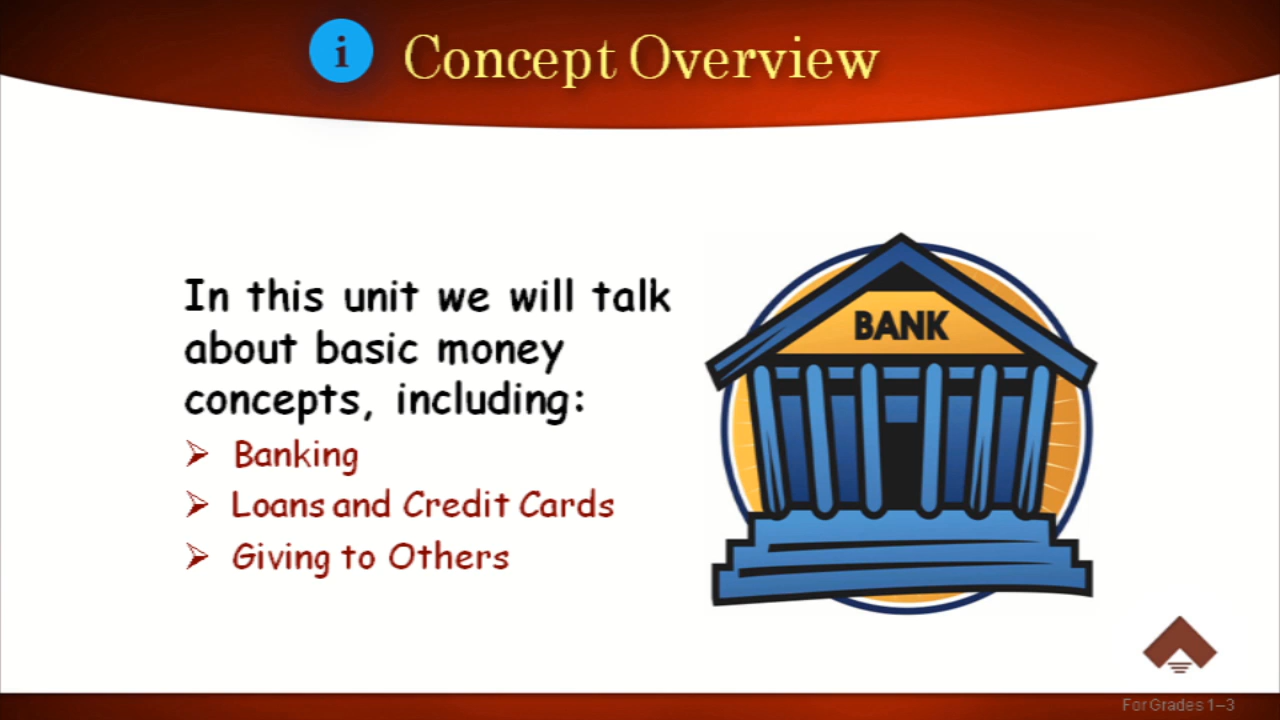 i Concept Overview
In this unit we will talk
about basic money
concepts, including:
➢ Banking
➢ Loans and Credit Cards
➢ Giving to Others
BANK
For Grades 1–3